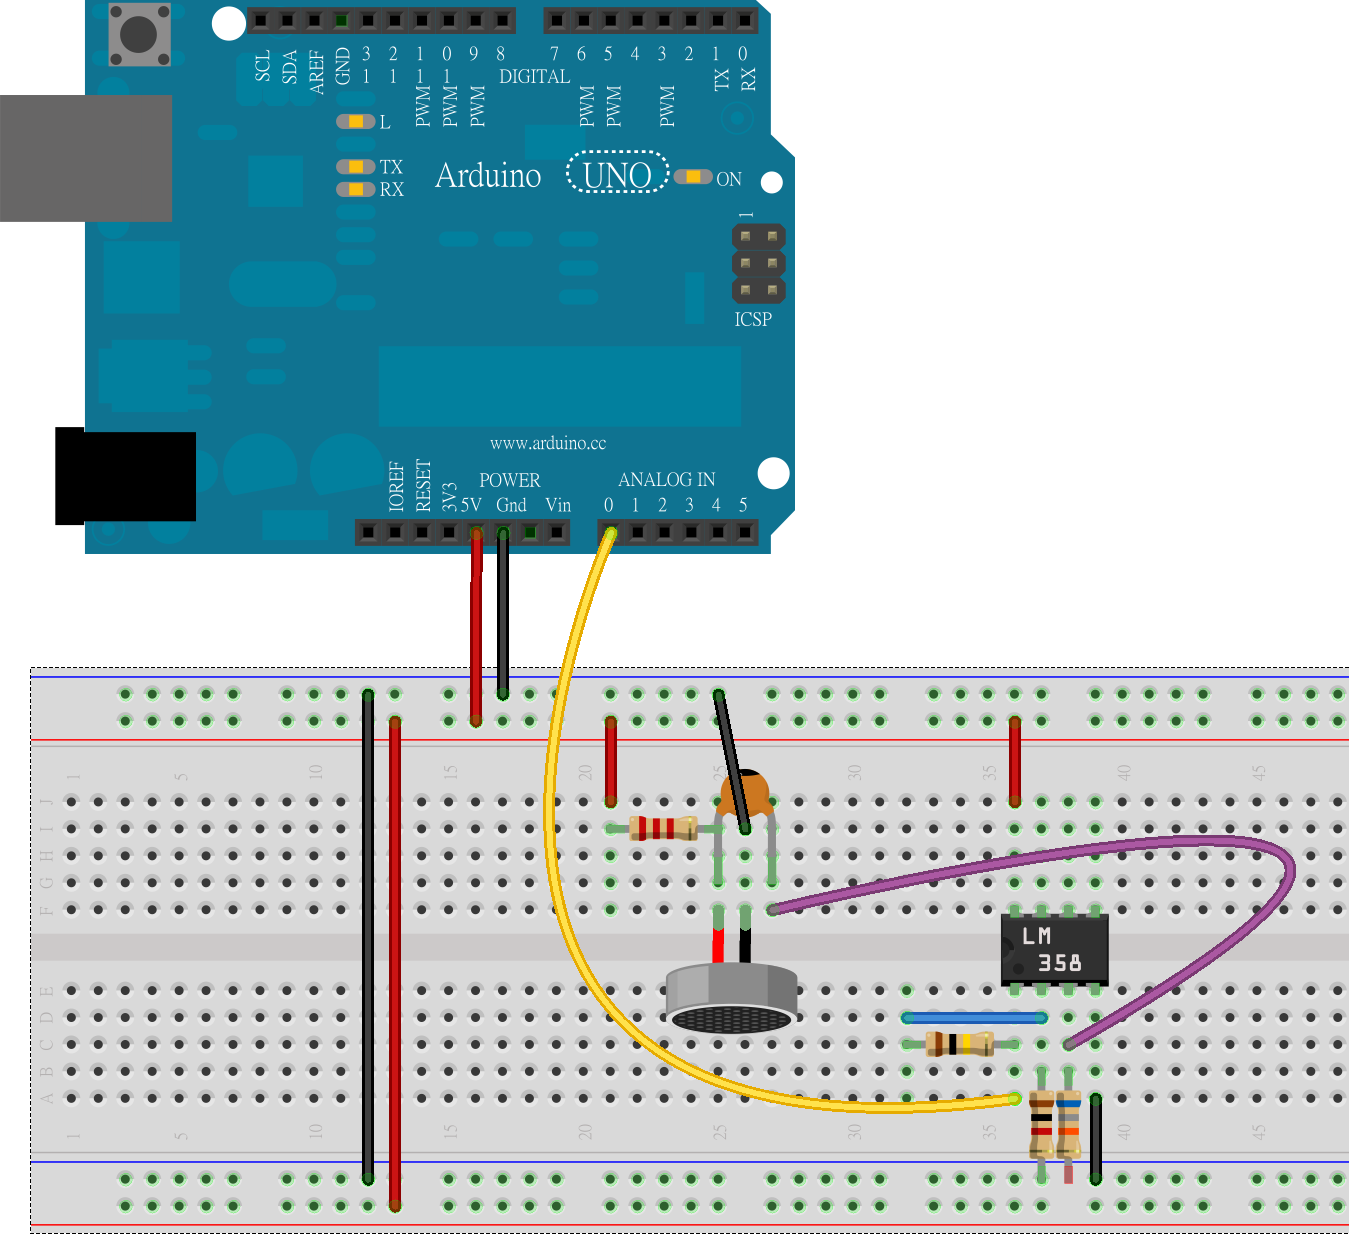 SCL SDA AREF GND 13 12 11 10 9 8 7 6 5 4 3 2 1 0
PWM PWM PWM DIGITAL PWM PWM PWM TX RX
L
TX
RX
Arduino UNO ON
1
ICSP
www.arduino.cc
POWER ANALOG IN
IOREF RESET 3V3 5V Gnd Vin 0 1 2 3 4 5
1 5 10 15 20 25 30 35 40 45
J
I
H
G
F
LM
358
E
D
C
B
A
1 5 10 15 20 25 30 35 40 45